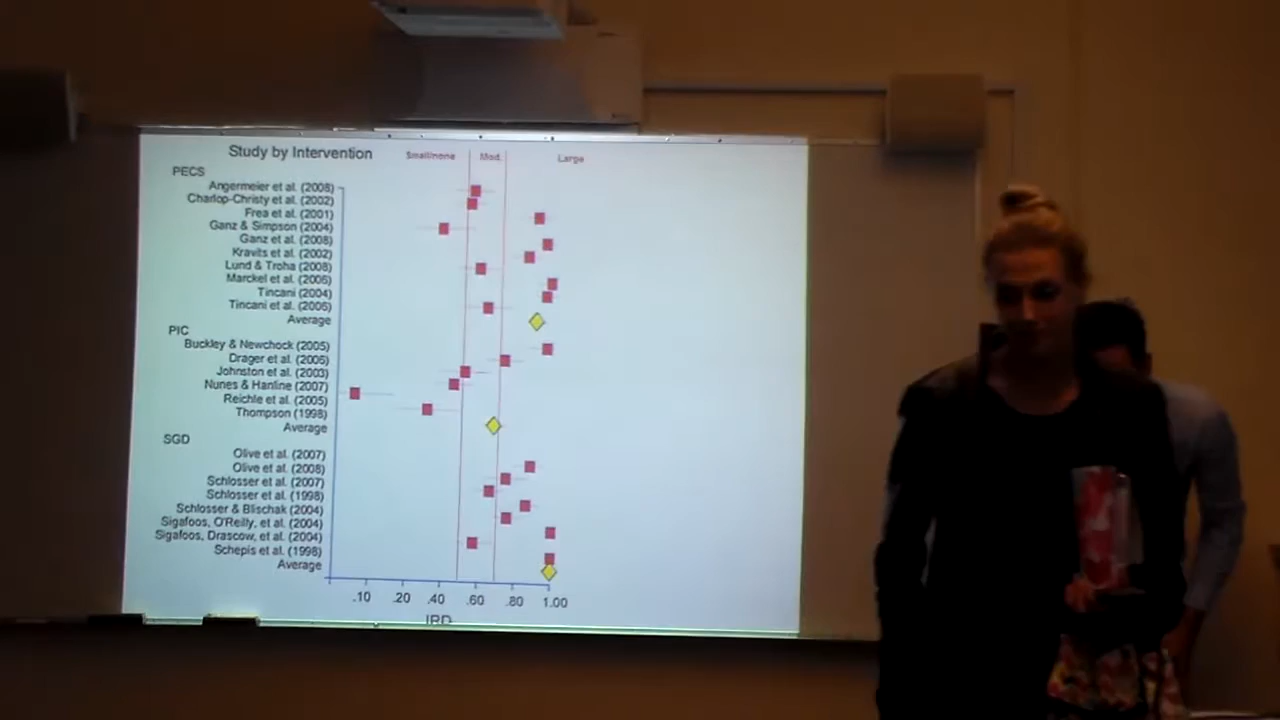 Study by Intervention
Small/none Mod. Large
PECS
Angermeier et al. (2008)
Charlop-Christy et al. (2002)
Frea et al. (2001)
Ganz & Simpson (2004)
Ganz et al. (2008)
Kravits et al. (2002)
Lund & Troha (2008)
Marckel et al. (2006)
Tincani (2004)
Tincani et al. (2006)
Average
PIC
Buckley & Newchock (2005)
Drager et al. (2006)
Johnston et al. (2003)
Nunes & Hanline (2007)
Reichle et al. (2005)
Thompson (1998)
Average
SGD
Olive et al. (2007)
Olive et al. (2008)
Schlosser et al. (2007)
Schlosser et al. (1998)
Schlosser & Blischak (2004)
Sigafoos, O'Reilly, et al. (2004)
Sigafoos, Drascow, et al. (2004)
Schepis et al. (1998)
Average
.10 .20 .40 .60 .80 1.00
IRD